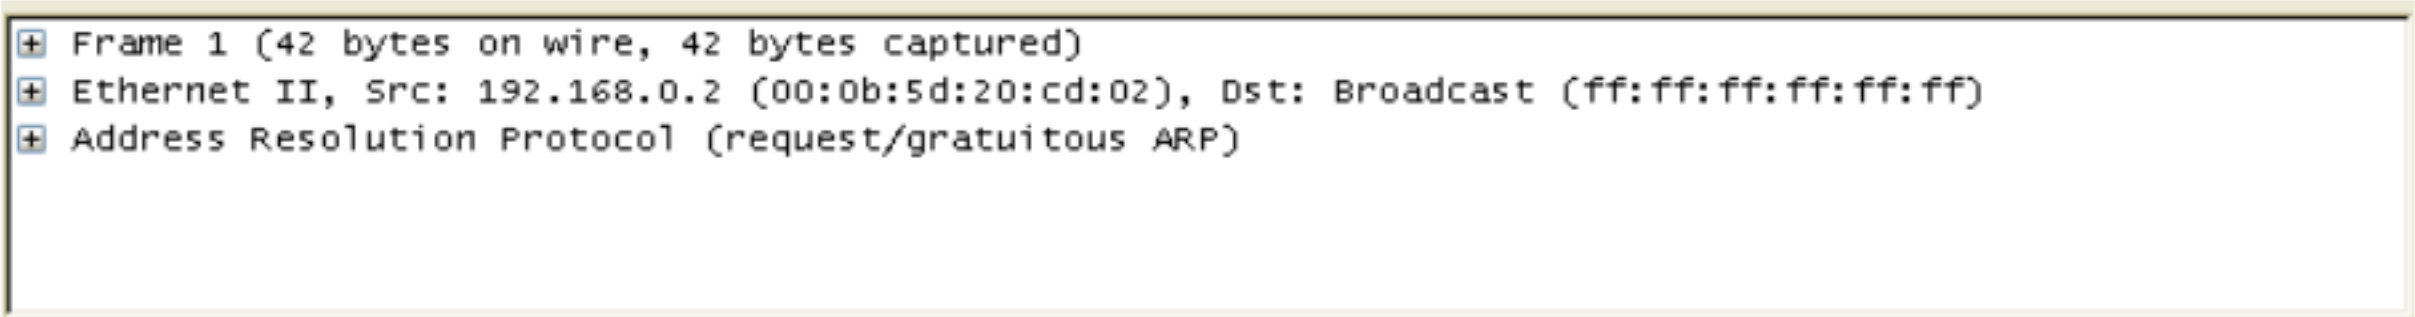 Frame 1 (42 bytes on wire, 42 bytes captured)
Ethernet II, Src: 192.168.0.2 (00:0b:5d:20:cd:02), Dst: Broadcast (ff:ff:ff:ff:ff:ff)
Address Resolution Protocol (request/gratuitous ARP)